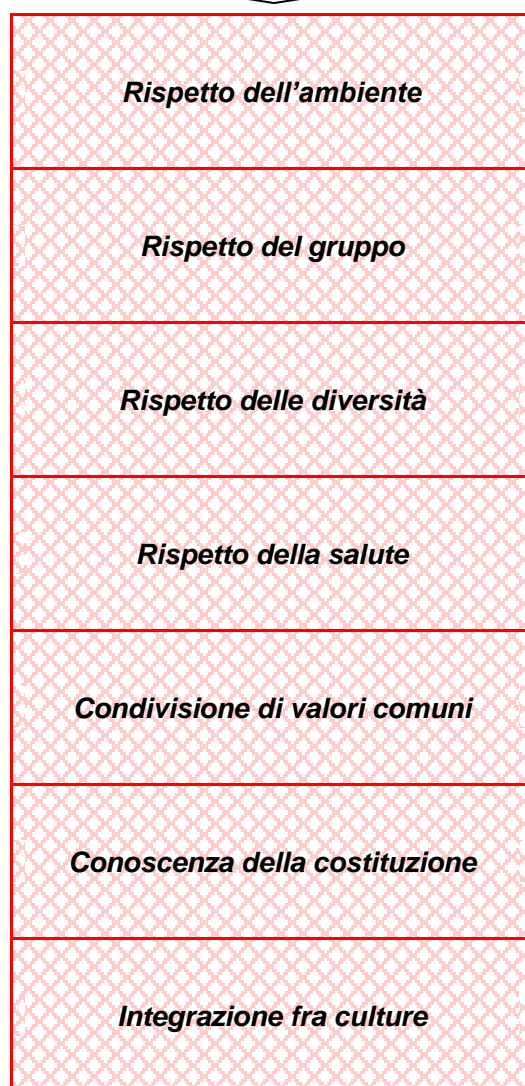 Rispetto dell’ambiente
Rispetto del gruppo
Rispetto delle diversità
Rispetto della salute
Condivisione di valori comuni
Conoscenza della costituzione
Integrazione fra culture